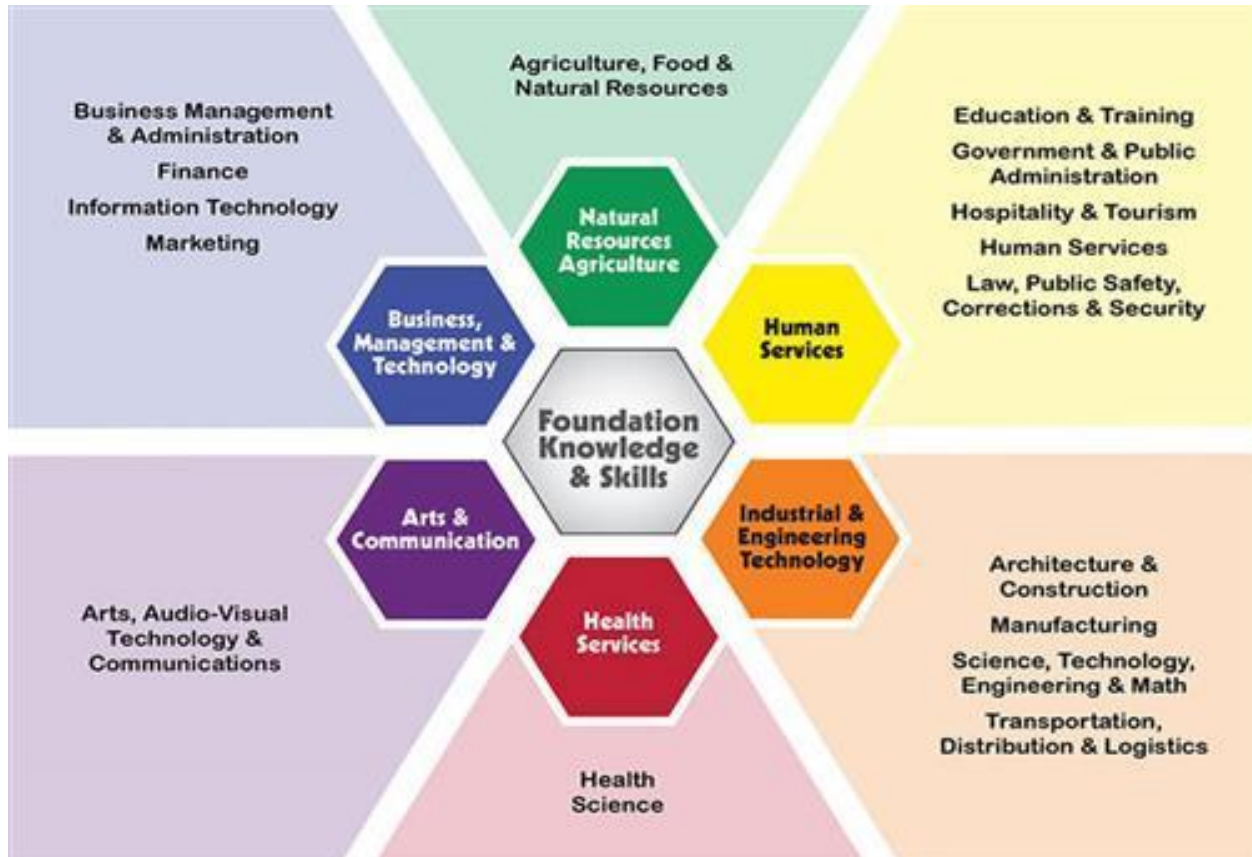 Agriculture, Food &
Natural Resources
Business Management
& Administration
Finance
Information Technology
Marketing
Education & Training
Government & Public
Administration
Hospitality & Tourism
Human Services
Law, Public Safety,
Corrections & Security
Natural
Resources
Agriculture
Business,
Management &
Technology
Human
Services
Foundation
Knowledge
& Skills
Arts &
Communication
Industrial &
Engineering
Technology
Health
Services
Arts, Audio-Visual
Technology &
Communications
Architecture &
Construction
Manufacturing
Science, Technology,
Engineering & Math
Transportation,
Distribution & Logistics
Health
Science